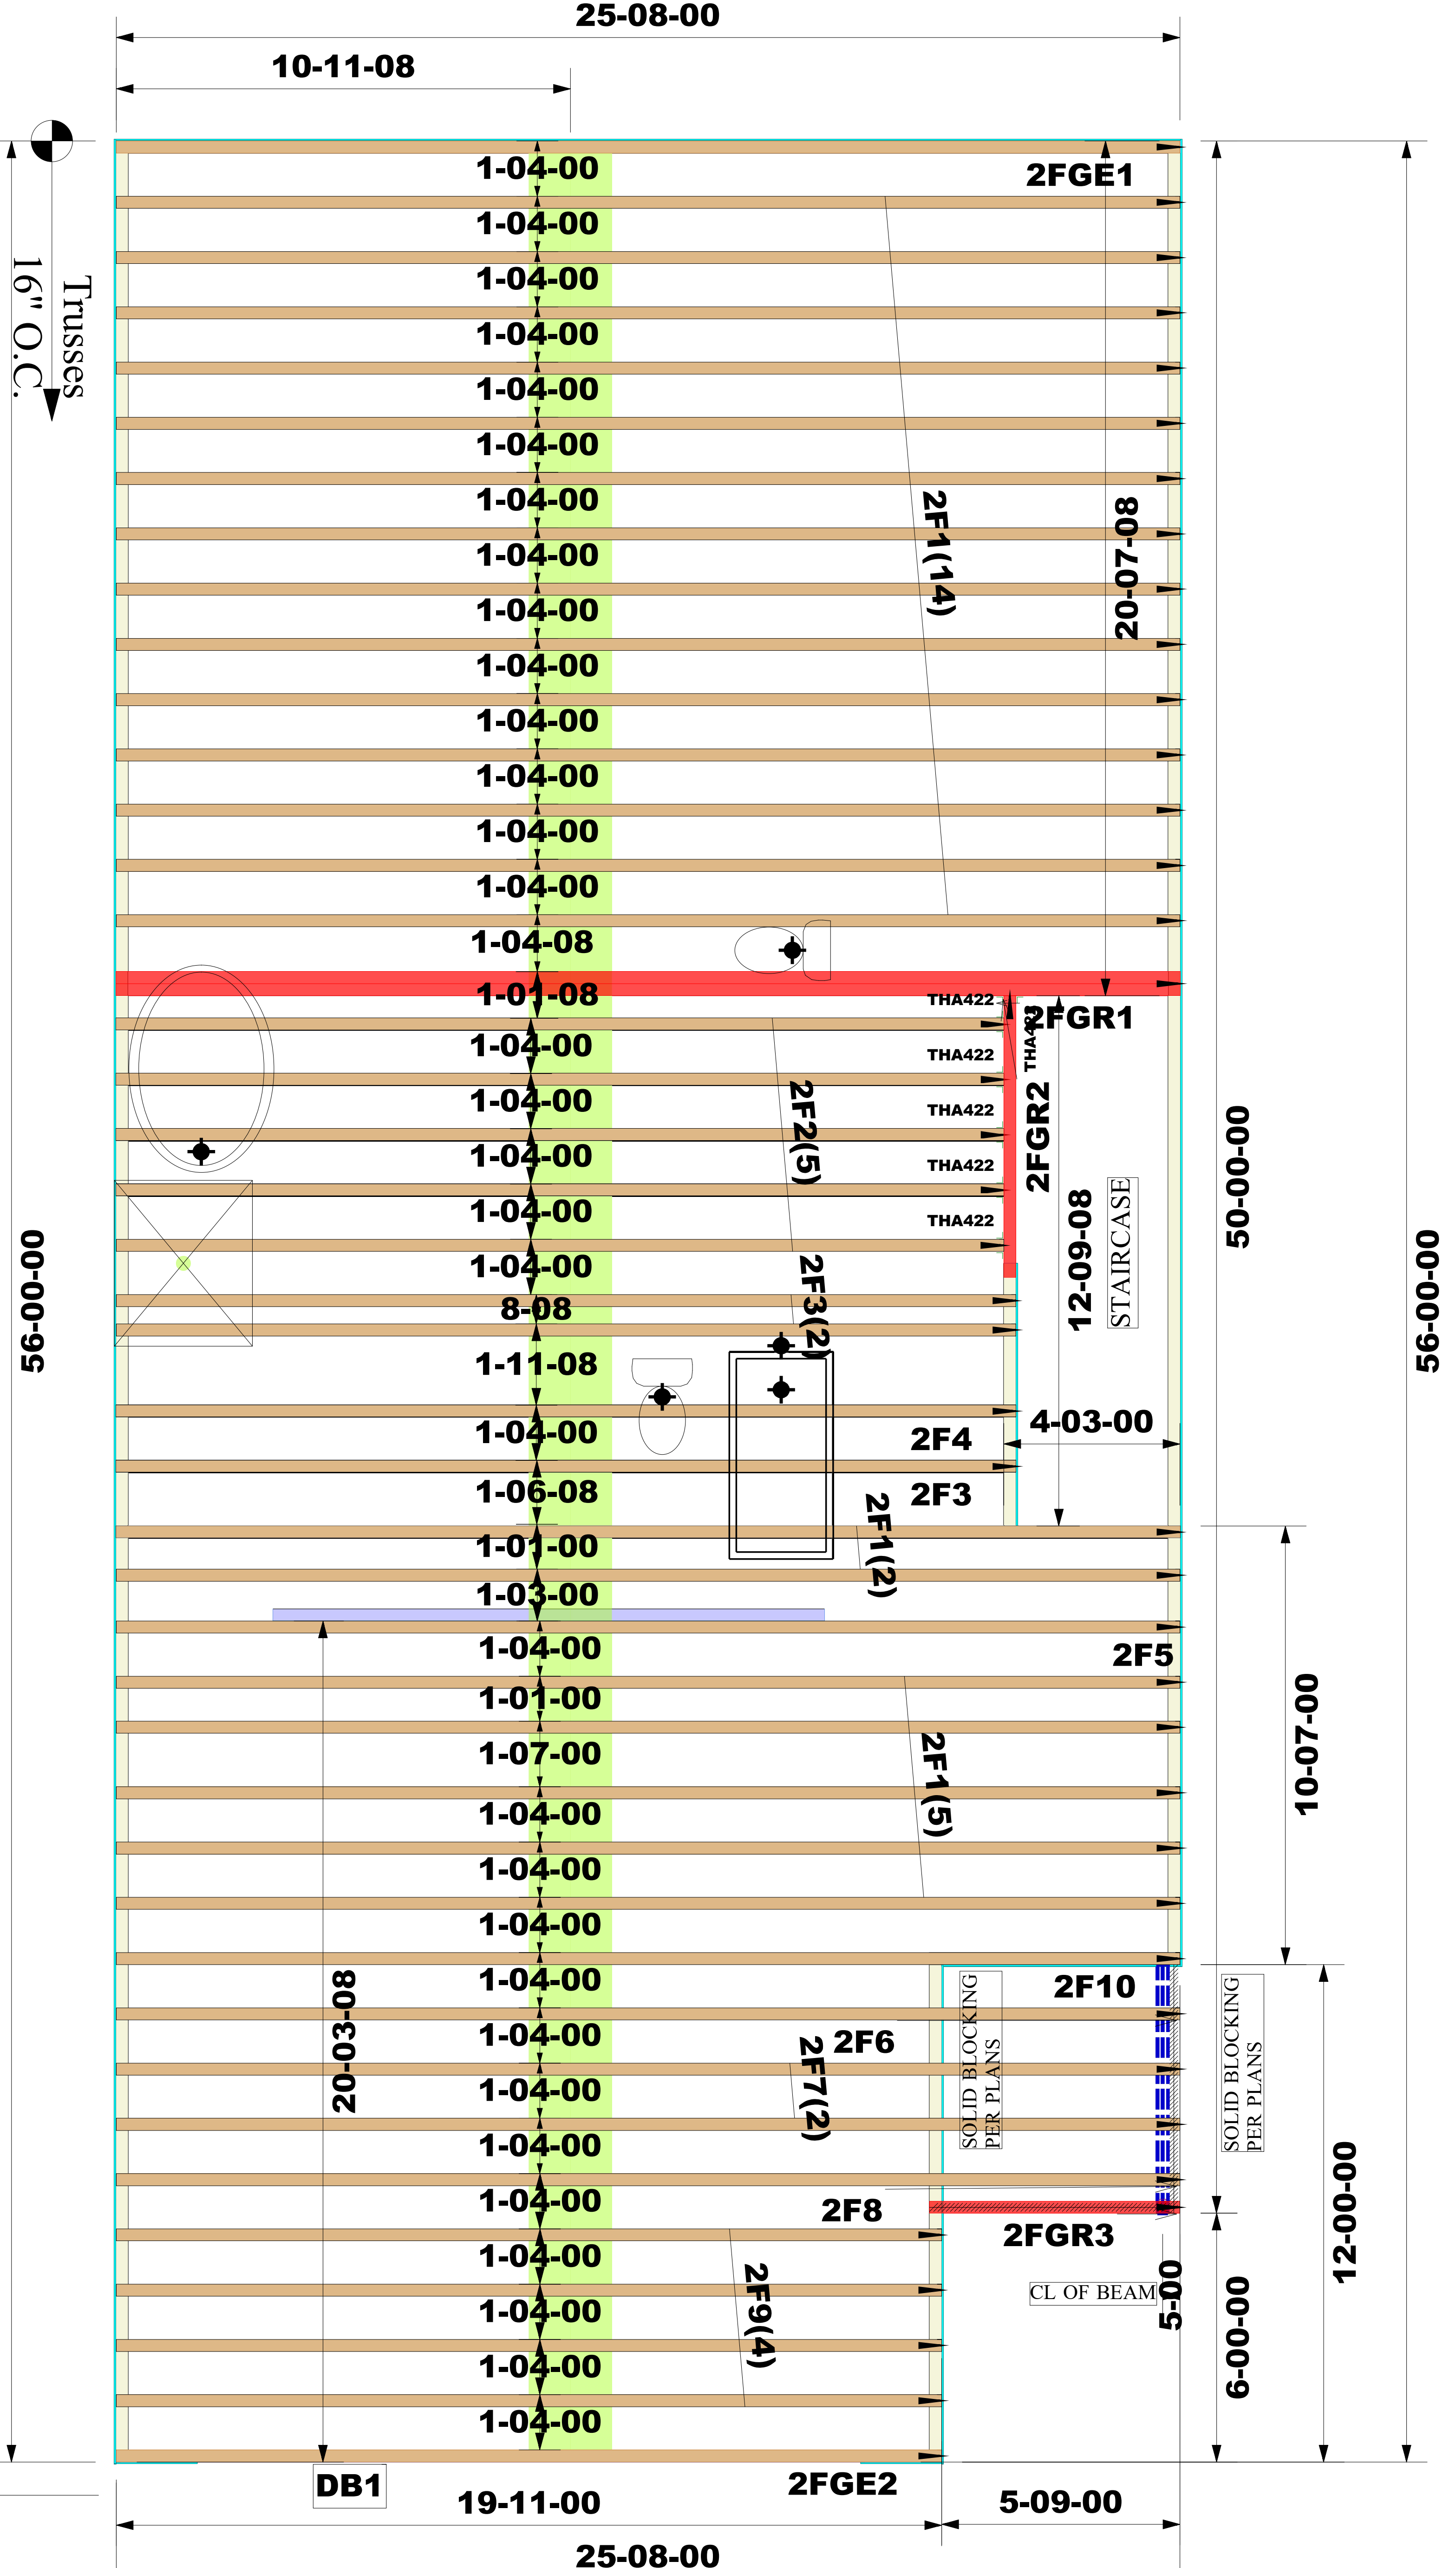 25-08-00
10-11-08
Trusses
16" O.C.
1-04-00
2FGE1
1-04-00
1-04-00
1-04-00
1-04-00
1-04-00
1-04-00
2F1(14)
20-07-08
1-04-00
1-04-00
1-04-00
1-04-00
1-04-00
1-04-00
1-04-00
1-04-08
1-01-08
THA422
2FGR1
1-04-00
THA422
THA422
2FGR2
1-04-00
THA422
2F2(5)
1-04-00
THA422
50-00-00
12-09-08
STAIRCASE
1-04-00
THA422
1-04-00
56-00-00
56-00-00
2F3(2)
8-08
1-11-08
4-03-00
1-04-00
2F4
1-06-08
2F3
2F1(2)
1-01-00
1-03-00
1-04-00
2F5
1-01-00
10-07-00
1-07-00
2F1(5)
1-04-00
1-04-00
1-04-00
1-04-00
2F10
20-03-08
SOLID BLOCKING
PER PLANS
SOLID BLOCKING
PER PLANS
1-04-00
2F6
2F7(2)
1-04-00
1-04-00
1-04-00
2F8
12-00-00
2FGR3
1-04-00
CL OF BEAM
5-00
2F9(4)
1-04-00
6-00-00
1-04-00
1-04-00
DB1
2FGE2
19-11-00
5-09-00
25-08-00